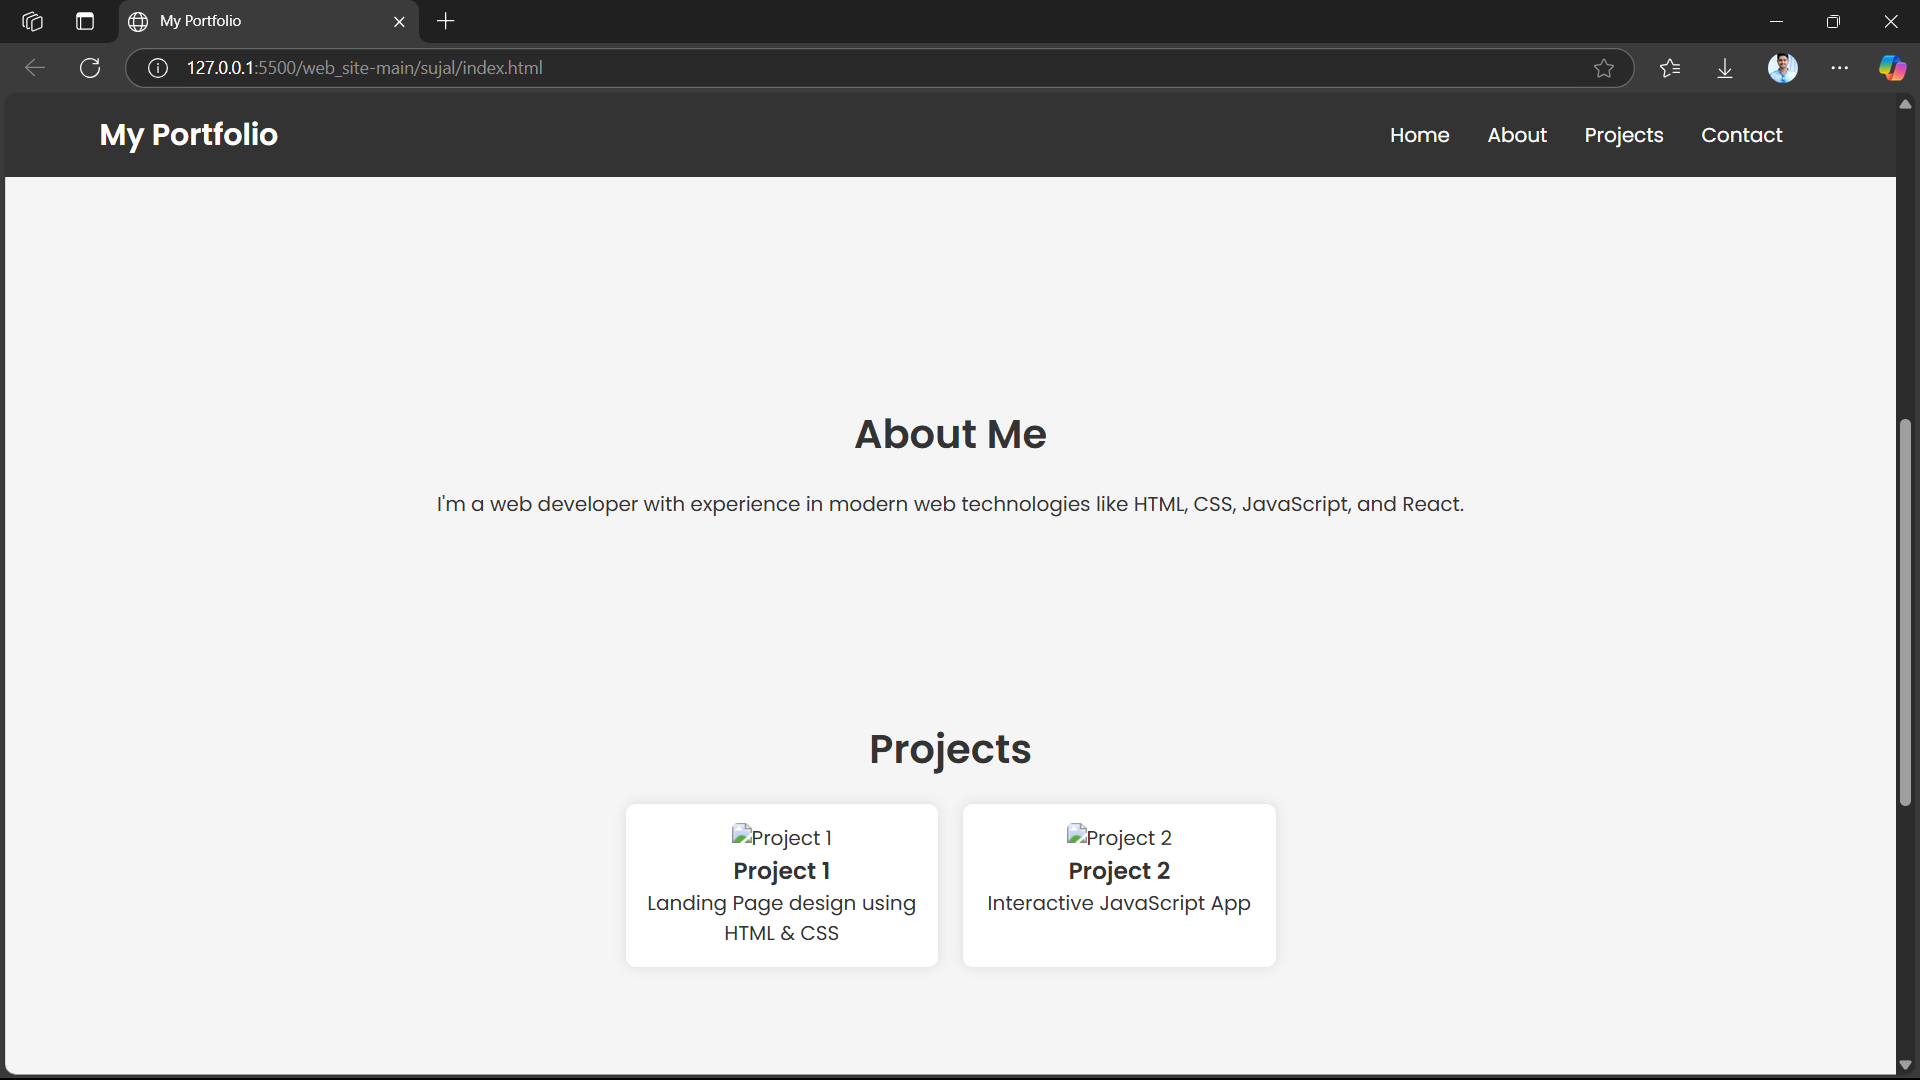 My Portfolio
127.0.0.1:5500/web_site-main/sujal/index.html
My Portfolio
Home About Projects Contact
About Me
I'm a web developer with experience in modern web technologies like HTML, CSS, JavaScript, and React.
Projects
Project 1
Project 1
Landing Page design using
HTML & CSS
Project 2
Project 2
Interactive JavaScript App